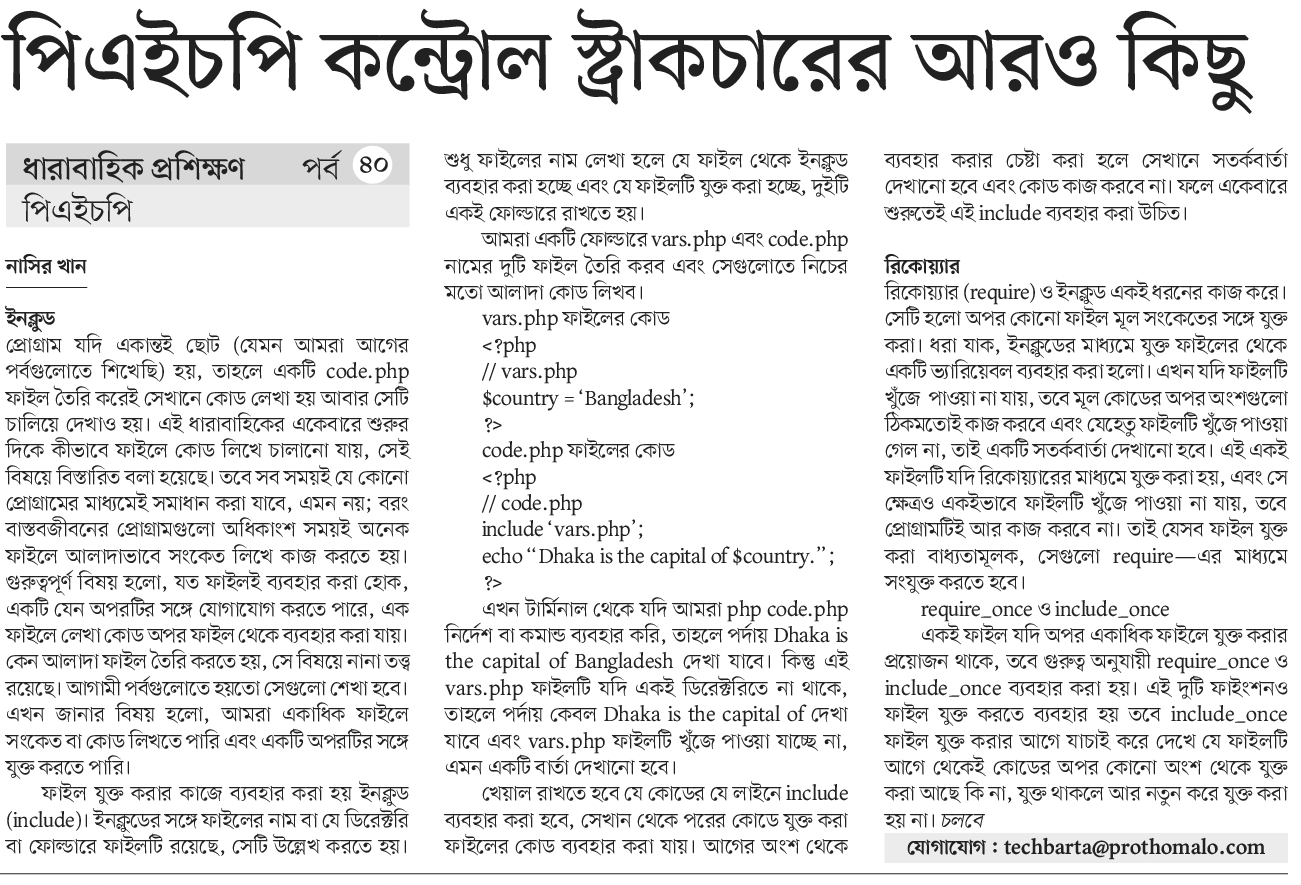 পিএইচপি কন্ট্রোল স্ট্রাকচারের আরও কিছু
ধারাবাহিক প্রশিক্ষণ পর্ব ৪০
পিএইচপি
নাসির খান
ইনক্লুড
প্রোগ্রাম যদি একান্তই ছোট (যেমন আমরা আগের
পর্বগুলোতে শিখেছি) হয়, তাহলে একটি code.php
ফাইল তৈরি করেই সেখানে কোড লেখা হয় আবার সেটি
চালিয়ে দেখাও হয়। এই ধারাবাহিকের একেবারে শুরুর
দিকে কীভাবে ফাইলে কোড লিখে চালানো যায়, সেই
বিষয়ে বিস্তারিত বলা হয়েছে। তবে সব সময়ই যে কোনো
প্রোগ্রামের মাধ্যমেই সমাধান করা যাবে, এমন নয়; বরং
বাস্তবজীবনের প্রোগ্রামগুলো অধিকাংশ সময়ই অনেক
ফাইলে আলাদাভাবে সংকেত লিখে কাজ করতে হয়।
গুরুত্বপূর্ণ বিষয় হলো, যত ফাইলই ব্যবহার করা হোক,
একটি যেন অপরটির সঙ্গে যোগাযোগ করতে পারে, এক
ফাইলে লেখা কোড অপর ফাইল থেকে ব্যবহার করা যায়।
কেন আলাদা ফাইল তৈরি করতে হয়, সে বিষয়ে নানা তত্ত্ব
রয়েছে। আগামী পর্বগুলোতে হয়তো সেগুলো শেখা হবে।
এখন জানার বিষয় হলো, আমরা একাধিক ফাইলে
সংকেত বা কোড লিখতে পারি এবং একটি অপরটির সঙ্গে
যুক্ত করতে পারি।
ফাইল যুক্ত করার কাজে ব্যবহার করা হয় ইনক্লুড
(include)। ইনক্লুডের সঙ্গে ফাইলের নাম বা যে ডিরেক্টরি
বা ফোল্ডারে ফাইলটি রয়েছে, সেটি উল্লেখ করতে হয়।
শুধু ফাইলের নাম লেখা হলে যে ফাইল থেকে ইনক্লুড
ব্যবহার করা হচ্ছে এবং যে ফাইলটি যুক্ত করা হচ্ছে, দুইটি
একই ফোল্ডারে রাখতে হয়।
আমরা একটি ফোল্ডারে vars.php এবং code.php
নামের দুটি ফাইল তৈরি করব এবং সেগুলোতে নিচের
মতো আলাদা কোড লিখব।
vars.php ফাইলের কোড
<?php
// vars.php
$country = ‘Bangladesh’;
?>
code.php ফাইলের কোড
<?php
// code.php
include ‘vars.php’;
echo “Dhaka is the capital of $country.”;
?>
এখন টার্মিনাল থেকে যদি আমরা php code.php
নির্দেশ বা কমান্ড ব্যবহার করি, তাহলে পর্দায় Dhaka is
the capital of Bangladesh দেখা যাবে। কিন্তু এই
vars.php ফাইলটি যদি একই ডিরেক্টরিতে না থাকে,
তাহলে পর্দায় কেবল Dhaka is the capital of দেখা
যাবে এবং vars.php ফাইলটি খুঁজে পাওয়া যাচ্ছে না,
এমন একটি বার্তা দেখানো হবে।
খেয়াল রাখতে হবে যে কোডের যে লাইনে include
ব্যবহার করা হবে, সেখান থেকে পরের কোডে যুক্ত করা
ফাইলের কোড ব্যবহার করা যায়। আগের অংশ থেকে
ব্যবহার করার চেষ্টা করা হলে সেখানে সতর্কবার্তা
দেখানো হবে এবং কোড কাজ করবে না। ফলে একেবারে
শুরুতেই এই include ব্যবহার করা উচিত।
রিকোয়্যার
রিকোয়্যার (require) ও ইনক্লুড একই ধরনের কাজ করে।
সেটি হলো অপর কোনো ফাইল মূল সংকেতের সঙ্গে যুক্ত
করা। ধরা যাক, ইনক্লুডের মাধ্যমে যুক্ত ফাইলের থেকে
একটি ভ্যারিয়েবল ব্যবহার করা হলো। এখন যদি ফাইলটি
খুঁজে পাওয়া না যায়, তবে মূল কোডের অপর অংশগুলো
ঠিকমতোই কাজ করবে এবং যেহেতু ফাইলটি খুঁজে পাওয়া
গেল না, তাই একটি সতর্কবার্তা দেখানো হবে। এই একই
ফাইলটি যদি রিকোয়্যারের মাধ্যমে যুক্ত করা হয়, এবং সে
ক্ষেত্রও একইভাবে ফাইলটি খুঁজে পাওয়া না যায়, তবে
প্রোগ্রামটিই আর কাজ করবে না। তাই যেসব ফাইল যুক্ত
করা বাধ্যতামূলক, সেগুলো require—এর মাধ্যমে
সংযুক্ত করতে হবে।
require_once ও include_once
একই ফাইল যদি অপর একাধিক ফাইলে যুক্ত করার
প্রয়োজন থাকে, তবে গুরুত্ব অনুযায়ী require_once ও
include_once ব্যবহার করা হয়। এই দুটি ফাইংশনও
ফাইল যুক্ত করতে ব্যবহার হয় তবে include_once
ফাইল যুক্ত করার আগে যাচাই করে দেখে যে ফাইলটি
আগে থেকেই কোডের অপর কোনো অংশ থেকে যুক্ত
করা আছে কি না, যুক্ত থাকলে আর নতুন করে যুক্ত করা
হয় না। চলবে
যোগাযোগ : techbarta@prothomalo.com